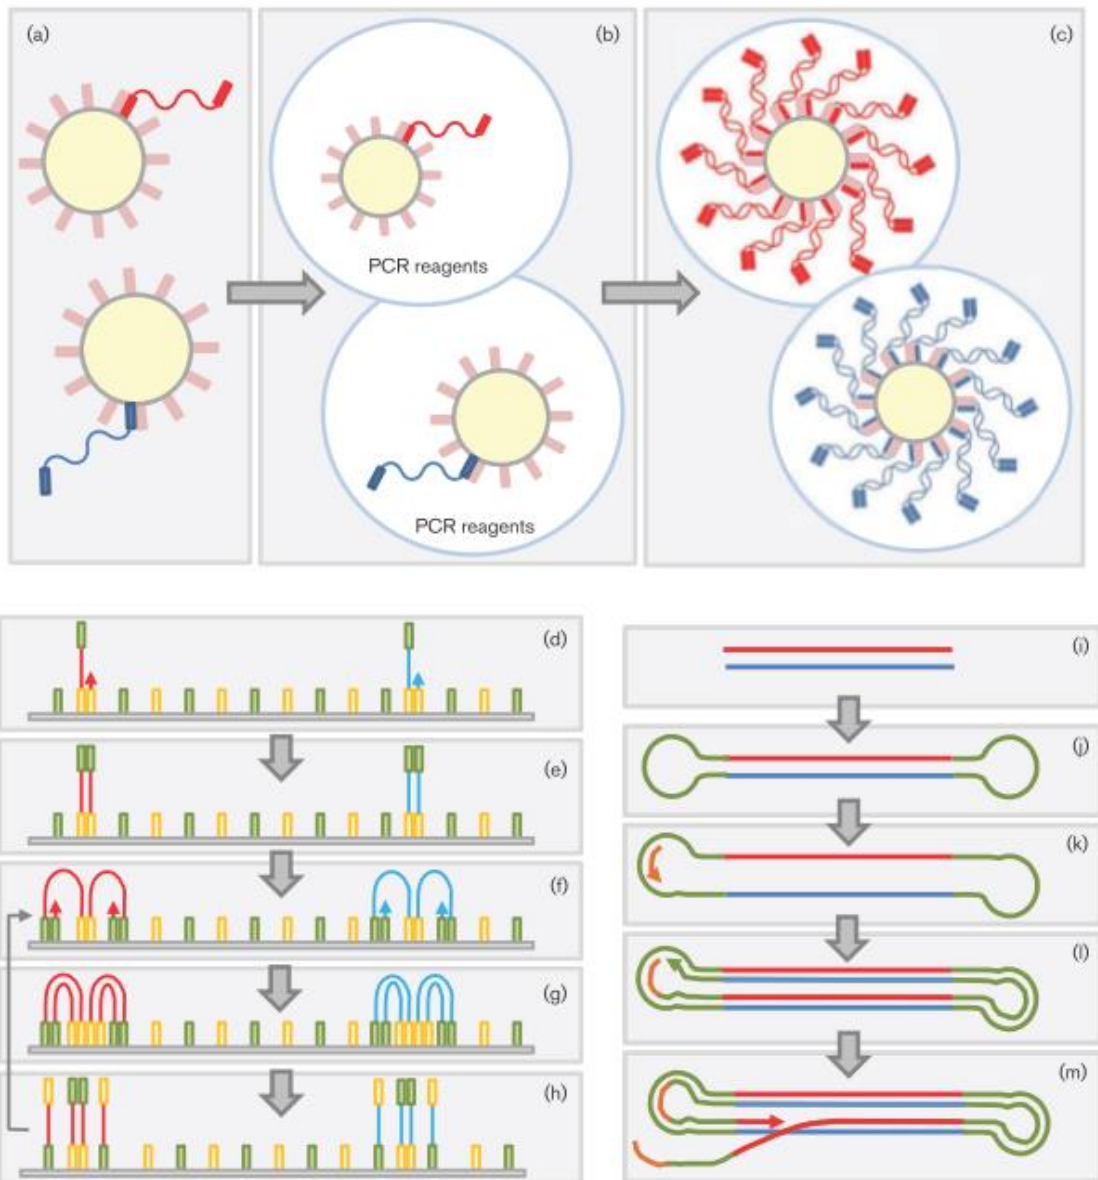 (a)
(b)
(c)
PCR reagents
PCR reagents
(d)
(e)
(f)
(g)
(h)
(i)
(j)
(k)
(l)
(m)